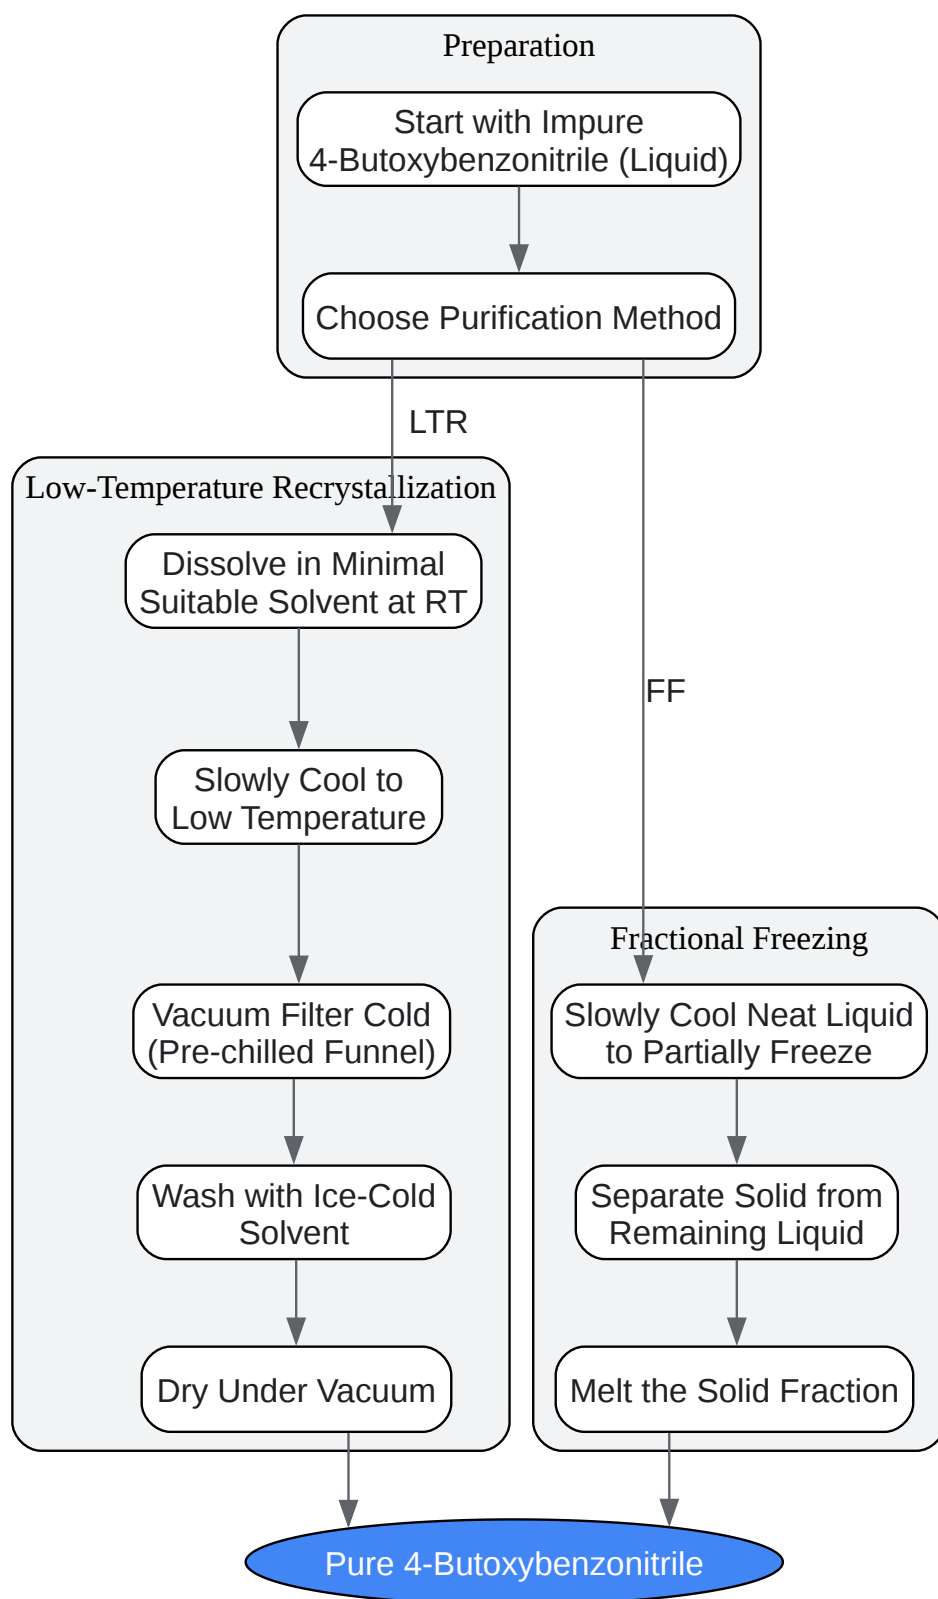 Preparation
Start with Impure
4-Butoxybenzonitrile (Liquid)
Choose Purification Method
LTR
Low-Temperature Recrystallization
Dissolve in Minimal
Suitable Solvent at RT
FF
Slowly Cool to
Low Temperature
Fractional Freezing
Vacuum Filter Cold
(Pre-chilled Funnel)
Slowly Cool Neat Liquid
to Partially Freeze
Wash with Ice-Cold
Solvent
Separate Solid from
Remaining Liquid
Dry Under Vacuum
Melt the Solid Fraction
Pure 4-Butoxybenzonitrile